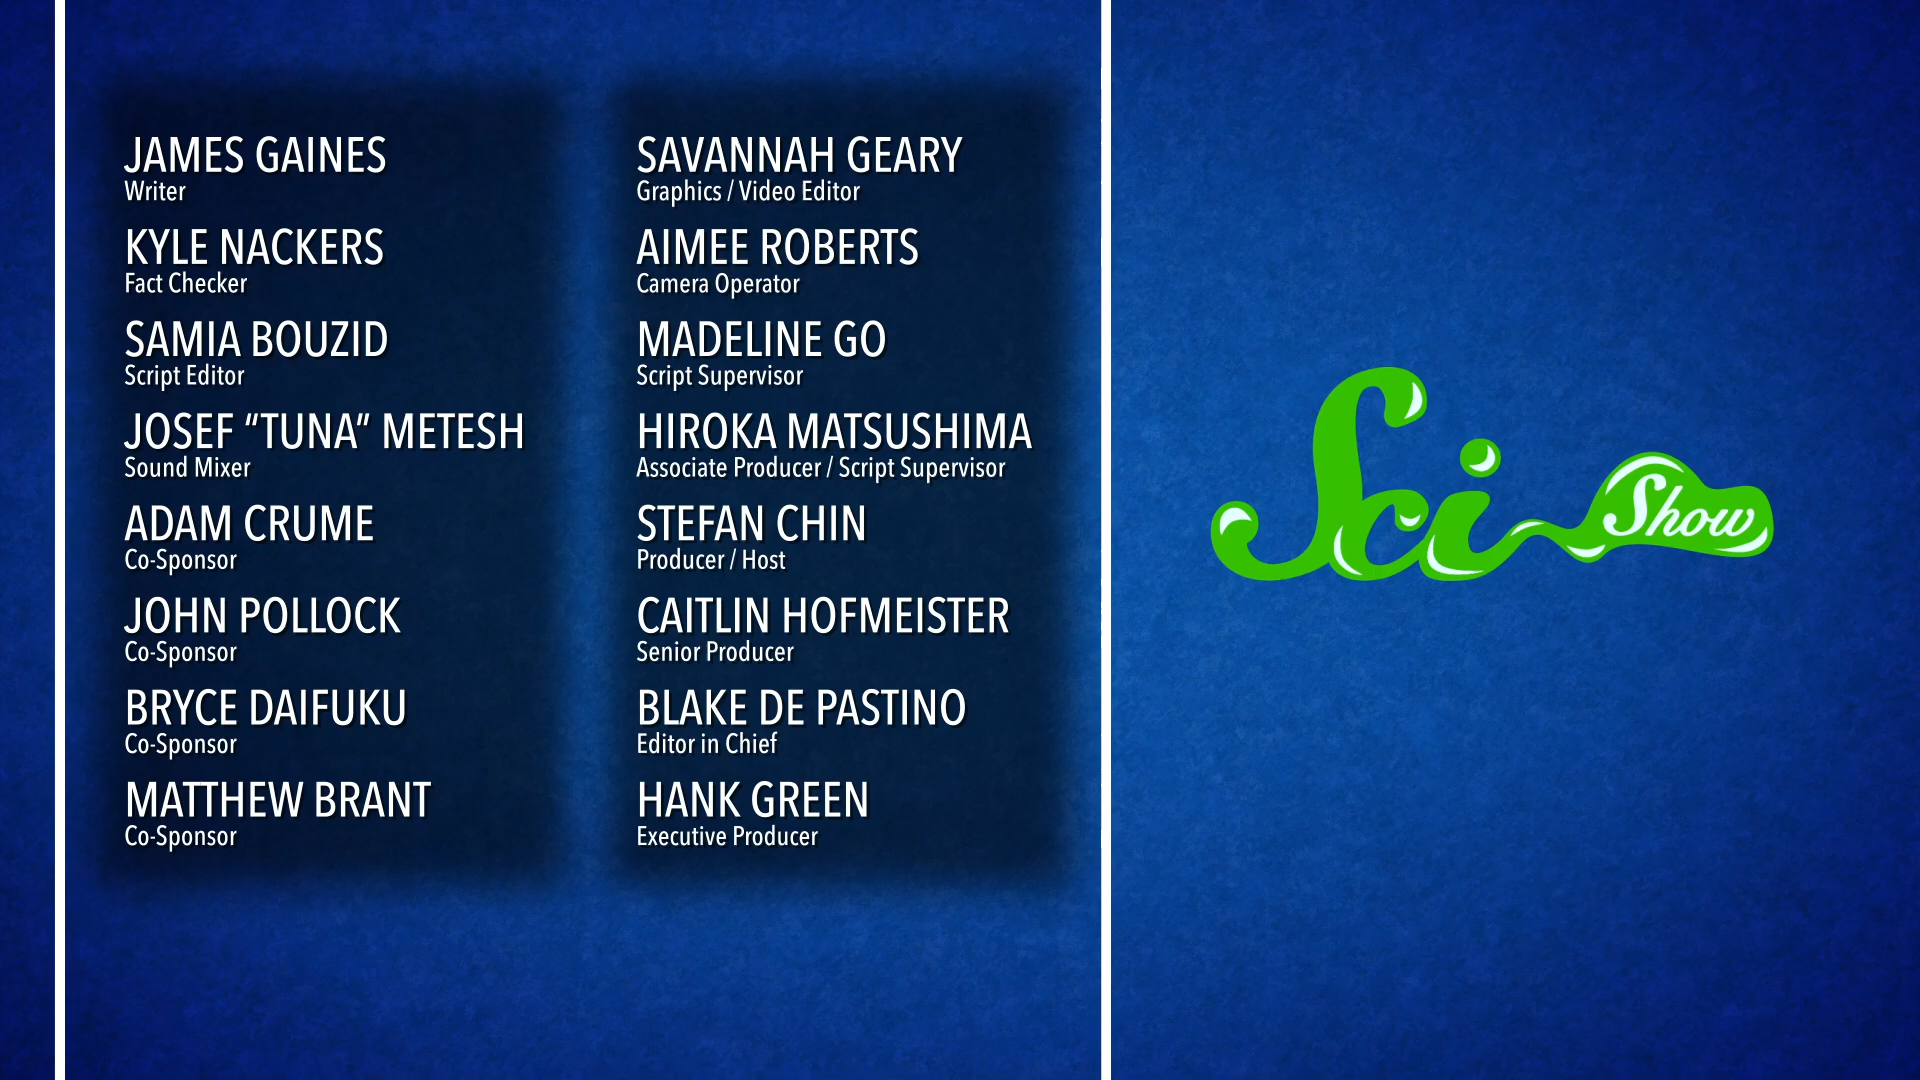 JAMES GAINES
Writer
KYLE NACKERS
Fact Checker
SAMIA BOUZID
Script Editor
JOSEF “TUNA” METESH
Sound Mixer
ADAM CRUME
Co-Sponsor
JOHN POLLOCK
Co-Sponsor
BRYCE DAIFUKU
Co-Sponsor
MATTHEW BRANT
Co-Sponsor
SAVANNAH GEARY
Graphics / Video Editor
AIMEE ROBERTS
Camera Operator
MADELINE GO
Script Supervisor
HIROKA MATSUSHIMA
Associate Producer / Script Supervisor
STEFAN CHIN
Producer / Host
CAITLIN HOFMEISTER
Senior Producer
BLAKE DE PASTINO
Editor in Chief
HANK GREEN
Executive Producer
Sci Show